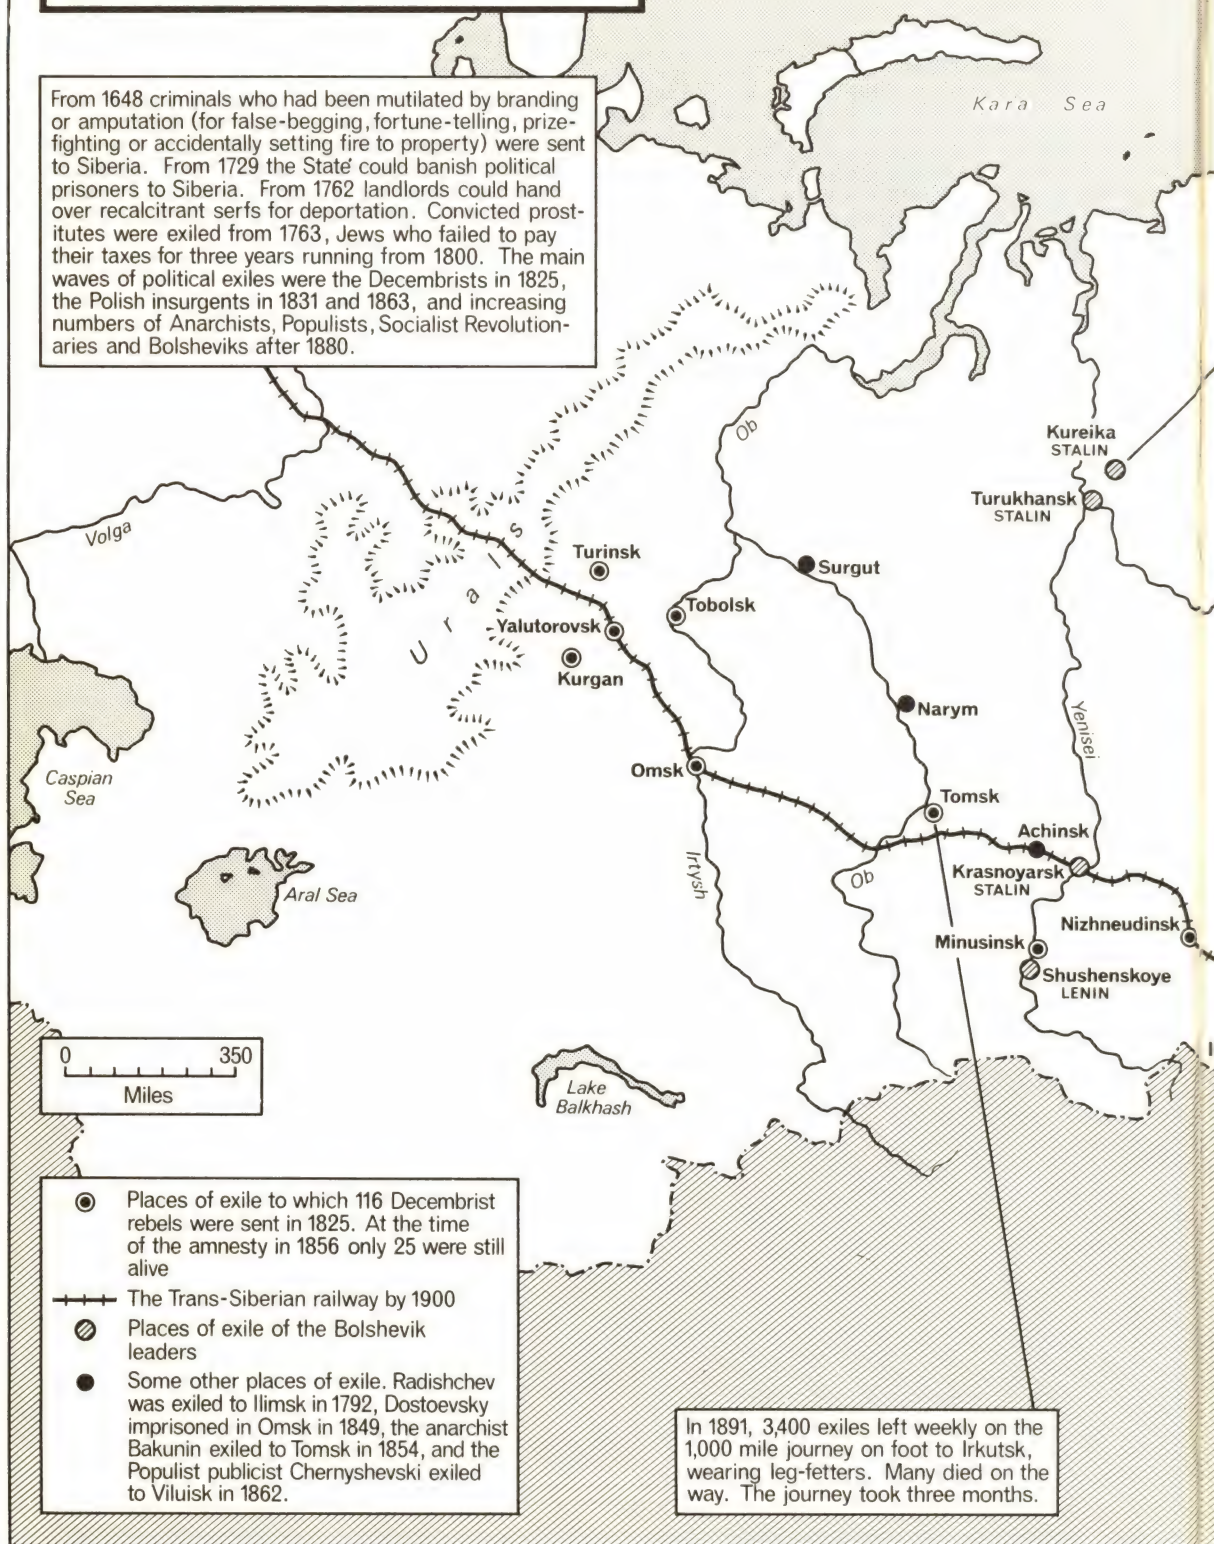 From 1648 criminals who had been mutilated by branding
or amputation (for false-begging, fortune-telling, prize-
fighting or accidentally setting fire to property) were sent
to Siberia. From 1729 the State could banish political
prisoners to Siberia. From 1762 landlords could hand
over recalcitrant serfs for deportation. Convicted prost-
itutes were exiled from 1763, Jews who failed to pay
their taxes for three years running from 1800. The main
waves of political exiles were the Decembrists in 1825,
the Polish insurgents in 1831 and 1863, and increasing
numbers of Anarchists, Populists, Socialist Revolution-
aries and Bolsheviks after 1880.
Kara Sea
Ob
Kureika
STALIN
Turukhansk
STALIN
Volga
Urals
Turinsk
Surgut
Tobolsk
Yalutorovsk
Kurgan
Narym
Yenisei
Caspian
Sea
Omsk
Tomsk
Achinsk
Irtysh
Ob
Krasnoyarsk
STALIN
Aral Sea
Nizhneudinsk
Minusinsk
Shushenskoye
LENIN
0 350
Miles
Lake
Balkhash
Places of exile to which 116 Decembrist
rebels were sent in 1825. At the time
of the amnesty in 1856 only 25 were still
alive
The Trans-Siberian railway by 1900
Places of exile of the Bolshevik
leaders
Some other places of exile. Radishchev
was exiled to Ilimsk in 1792, Dostoevsky
imprisoned in Omsk in 1849, the anarchist
Bakunin exiled to Tomsk in 1854, and the
Populist publicist Chernyshevski exiled
to Viluisk in 1862.
In 1891, 3,400 exiles left weekly on the
1,000 mile journey on foot to Irkutsk,
wearing leg-fetters. Many died on the
way. The journey took three months.